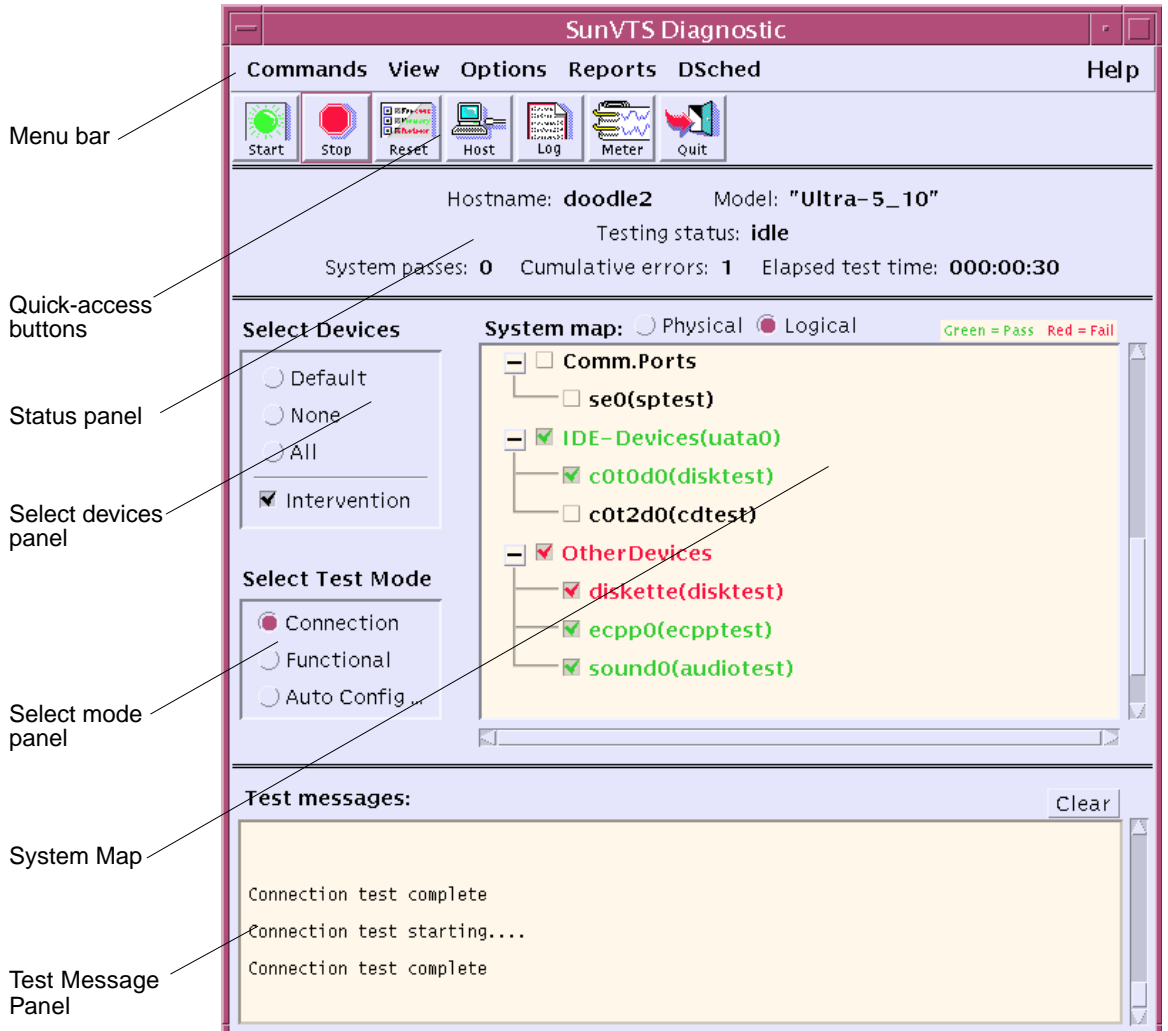 SunVTS Diagnostic
Commands View Options Reports DSched Help
Start Stop Reset Host Log Meter Quit
Hostname: doodle2 Model: "Ultra-5_10"
Testing status: idle
System passes: 0 Cumulative errors: 1 Elapsed test time: 000:00:30
Select Devices
Default
None
All
Intervention
Select Test Mode
Connection
Functional
Auto Config ...
System map: Physical Logical
Green = Pass Red = Fail
Comm.Ports
se0(sptest)
IDE-Devices(uata0)
c0t0d0(disktest)
c0t2d0(cdtest)
OtherDevices
diskette(disktest)
ecpp0(ecpptest)
sound0(audiotest)
Test messages:
Clear
Connection test complete
Connection test starting....
Connection test complete
Menu bar
Quick-access
buttons
Status panel
Select devices
panel
Select mode
panel
System Map
Test Message
Panel